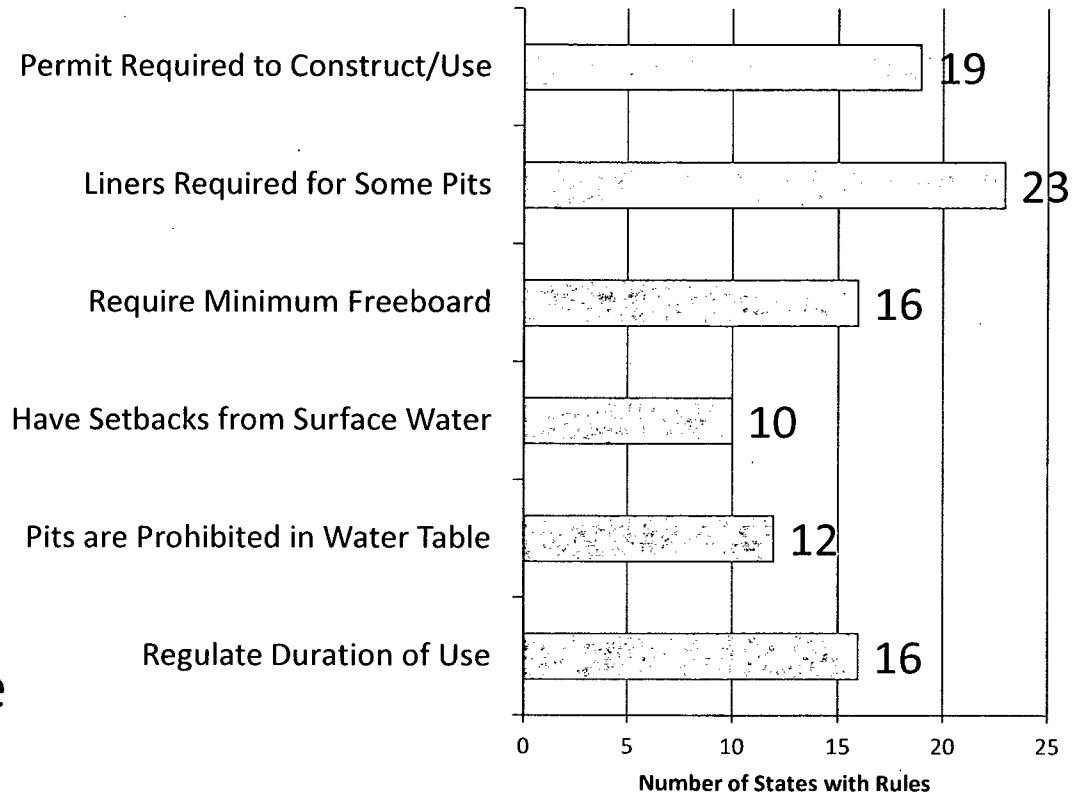 Permit Required to Construct/Use
19
Liners Required for Some Pits
23
Require Minimum Freeboard
16
Have Setbacks from Surface Water
10
Pits are Prohibited in Water Table
12
Regulate Duration of Use
16
e
0 5 10 15 20 25
Number of States with Rules